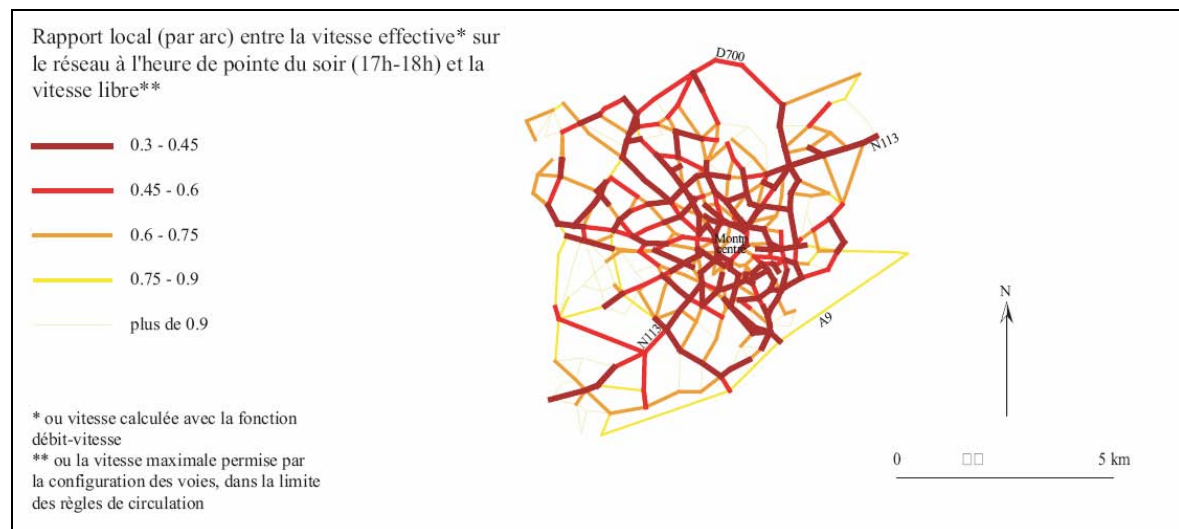 Rapport local (par arc) entre la vitesse effective* sur
le réseau à l'heure de pointe du soir (17h-18h) et la
vitesse libre**
0.3 - 0.45
0.45 - 0.6
0.6 - 0.75
0.75 - 0.9
plus de 0.9
* ou vitesse calculée avec la fonction
débit-vitesse
** ou la vitesse maximale permise par
la configuration des voies, dans la limite
des règles de circulation
D700
N113
centre
A9
N113
N
0 5 km